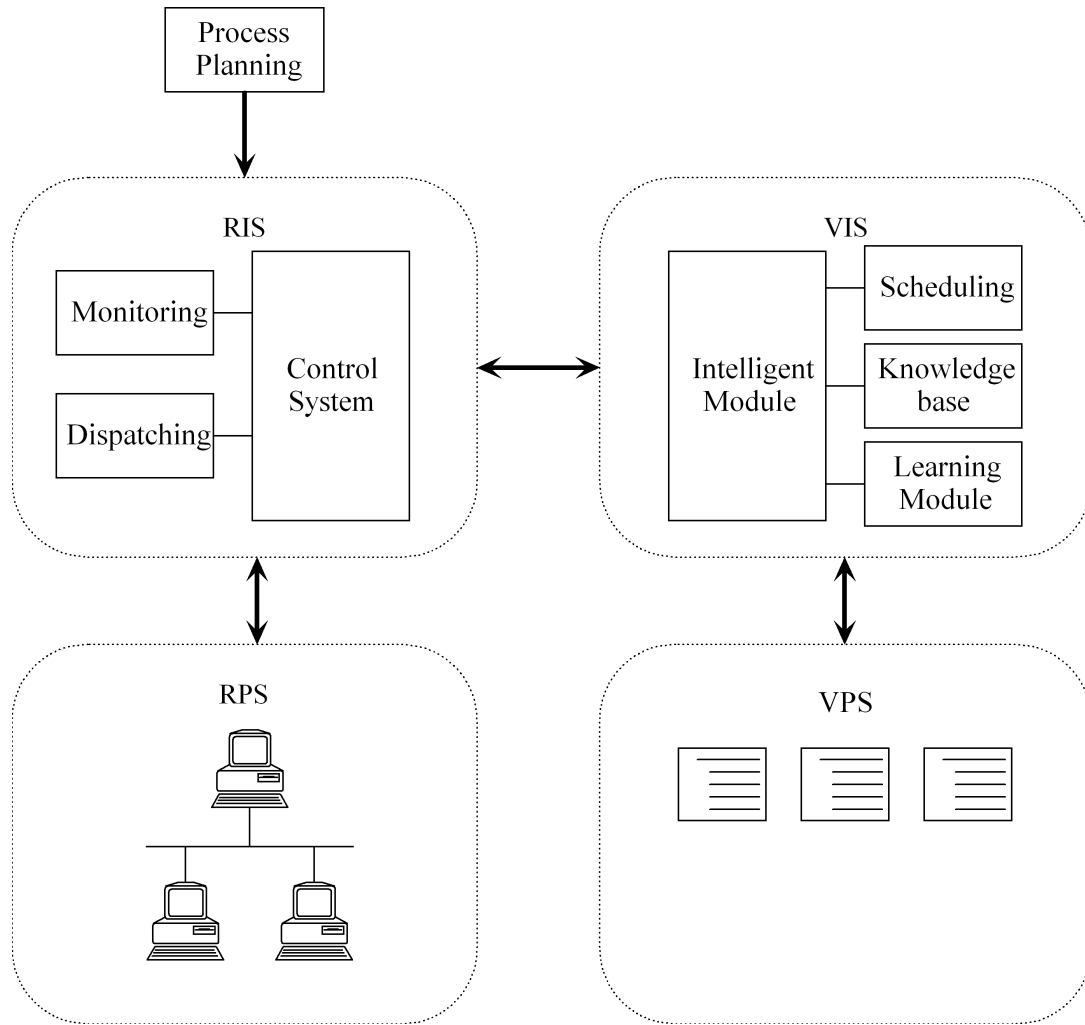 Process
Planning
RIS
Monitoring
Dispatching
Control
System
VIS
Intelligent
Module
Scheduling
Knowledge
base
Learning
Module
RPS
VPS